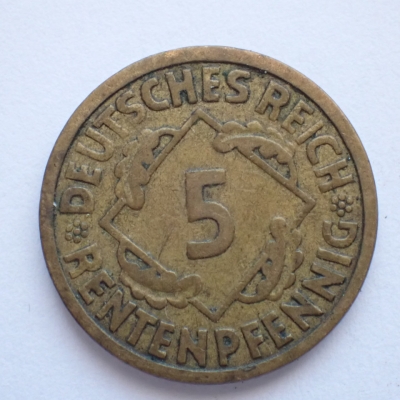 DEUTSCHES REICH
5
RENTENPFENNIG